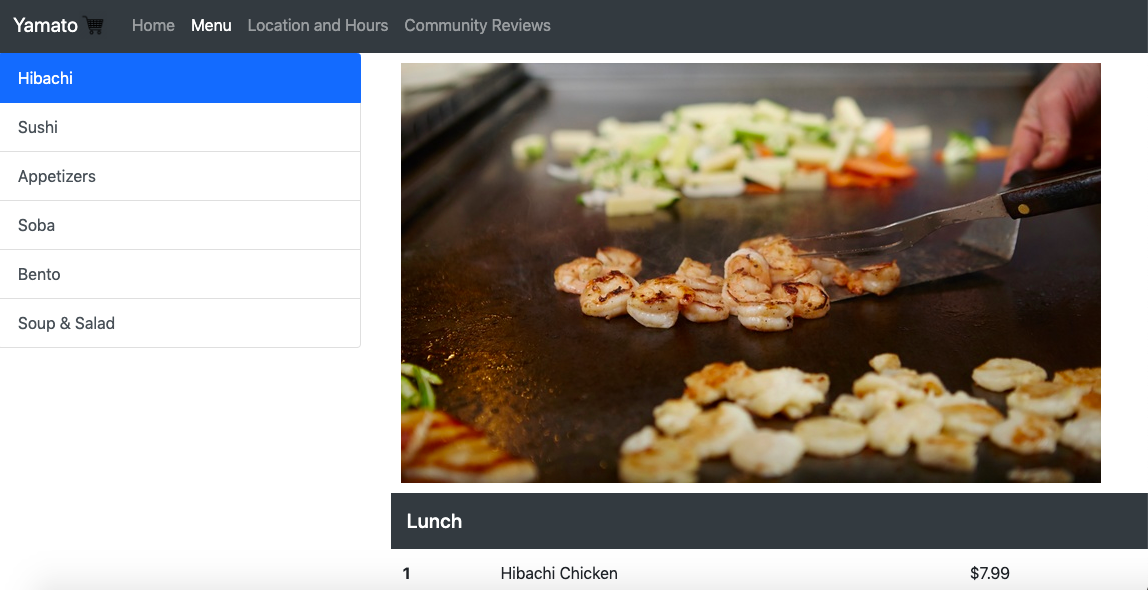 Yamato Home Menu Location and Hours Community Reviews
Hibachi
Sushi
Appetizers
Soba
Bento
Soup & Salad
Lunch
1 Hibachi Chicken $7.99